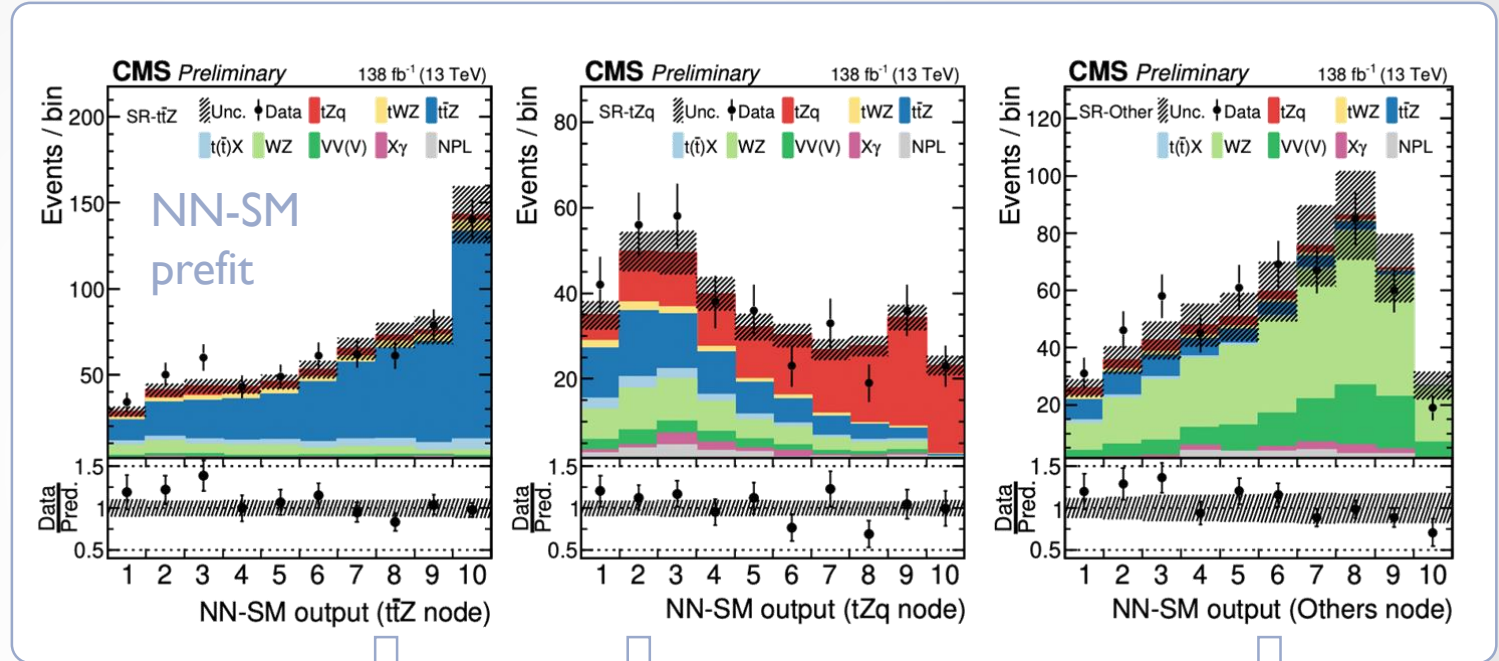 CMS Preliminary 138 fb⁻¹ (13 TeV)
Events / bin
200
150
100
50
SR-tt̄Z Unc. Data tZq tWZ tt̄Z
t(t̄)X WZ VV(V) Xγ NPL
NN-SM
prefit
Data
Pred.
1.5
1
0.5
1 2 3 4 5 6 7 8 9 10
NN-SM output (tt̄Z node)
CMS Preliminary 138 fb⁻¹ (13 TeV)
Events / bin
80
60
40
20
SR-tZq Unc. Data tZq tWZ tt̄Z
t(t̄)X WZ VV(V) Xγ NPL
Data
Pred.
1.5
1
0.5
1 2 3 4 5 6 7 8 9 10
NN-SM output (tZq node)
CMS Preliminary 138 fb⁻¹ (13 TeV)
Events / bin
120
100
80
60
40
20
SR-Other Unc. Data tZq tWZ tt̄Z
t(t̄)X WZ VV(V) Xγ NPL
Data
Pred.
1.5
1
0.5
1 2 3 4 5 6 7 8 9 10
NN-SM output (Others node)